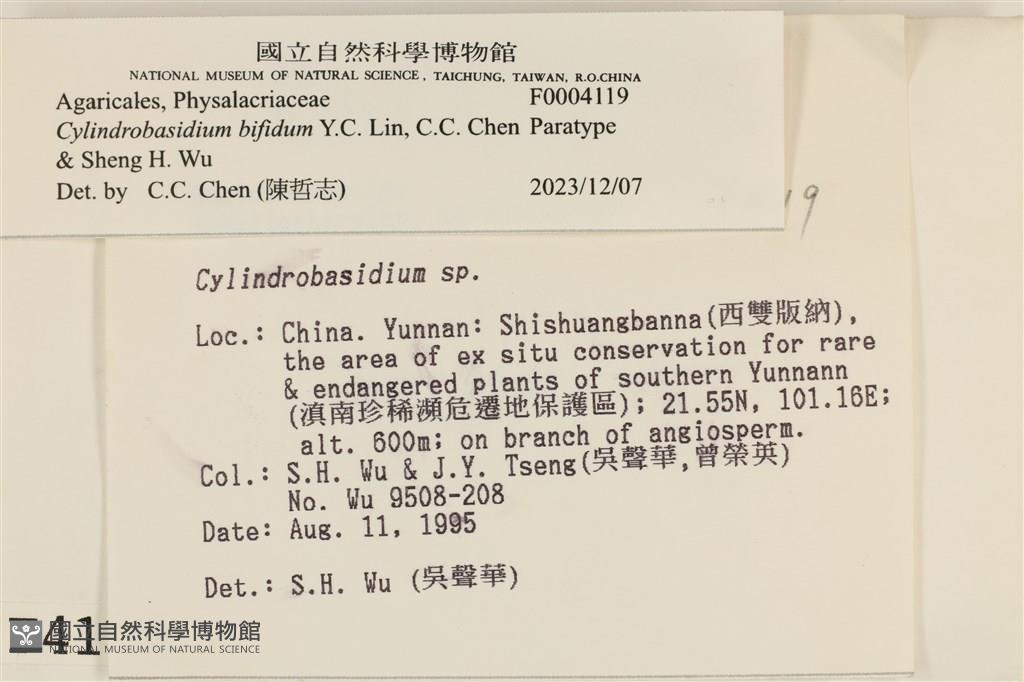 國立自然科學博物館
NATIONAL MUSEUM OF NATURAL SCIENCE, TAICHUNG, TAIWAN, R.O.CHINA
Agaricales, Physalacriaceae F0004119
Cylindrobasidium bifidum Y.C. Lin, C.C. Chen Paratype
& Sheng H. Wu
Det. by C.C. Chen (陳哲志) 2023/12/07
19
Cylindrobasidium sp.
Loc.: China. Yunnan: Shishuangbanna(西雙版納),
the area of ex situ conservation for rare
& endangered plants of southern Yunnann
(滇南珍稀瀕危遷地保護區); 21.55N, 101.16E;
alt. 600m; on branch of angiosperm.
Col.: S.H. Wu & J.Y. Tseng(吳聲華,曾榮英)
No. Wu 9508-208
Date: Aug. 11, 1995
Det.: S.H. Wu (吳聲華)
41
國立自然科學博物館
NATIONAL MUSEUM OF NATURAL SCIENCE